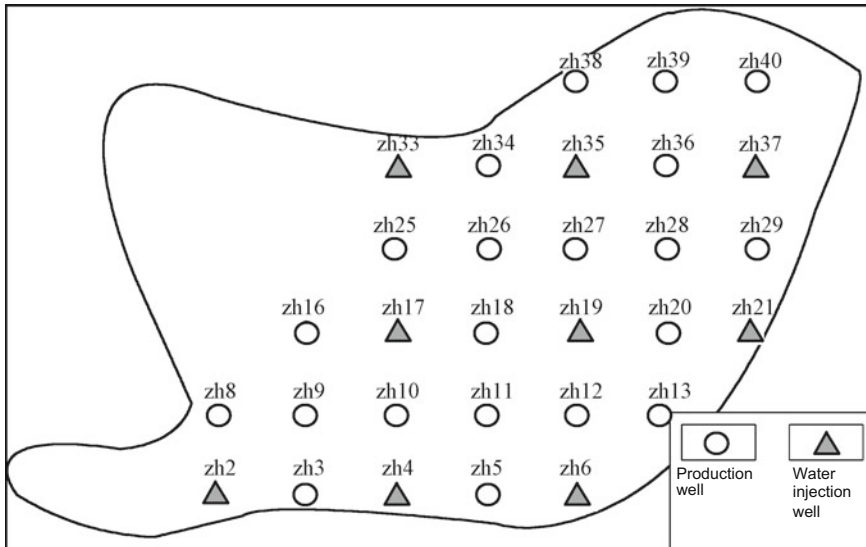 zh38 zh39 zh40
zh33 zh34 zh35 zh36 zh37
zh25 zh26 zh27 zh28 zh29
zh16 zh17 zh18 zh19 zh20 zh21
zh8 zh9 zh10 zh11 zh12 zh13
zh2 zh3 zh4 zh5 zh6
Production
well
Water
injection
well